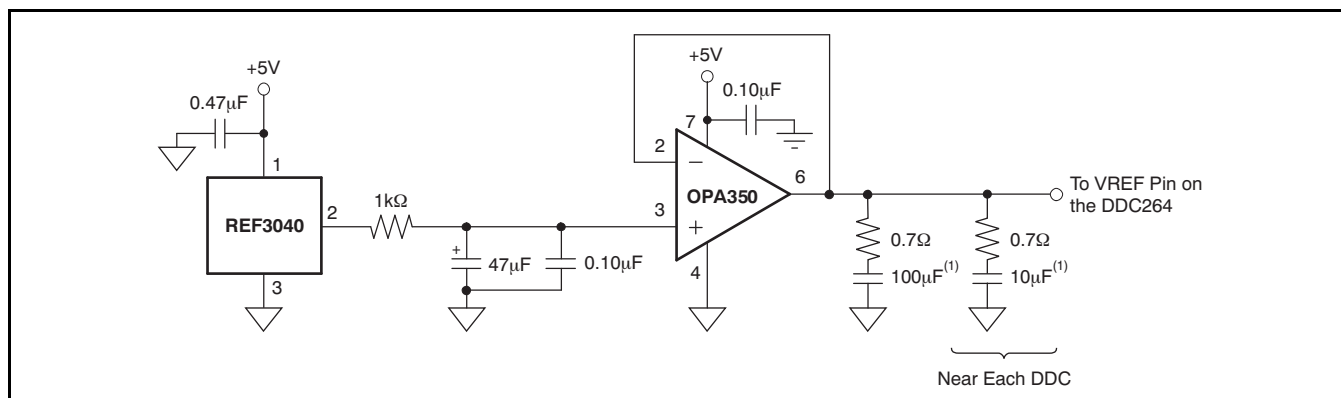 +5V
0.47μF
1
REF3040
2
3
1kΩ
+
47μF
0.10μF
+5V
0.10μF
7
2
−
OPA350
6
3
+
4
To VREF Pin on
the DDC264
0.7Ω
100μF(1)
0.7Ω
10μF(1)
Near Each DDC